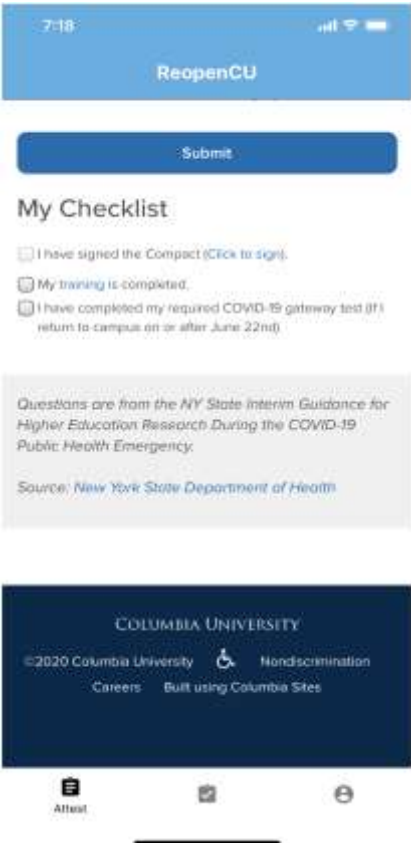 7:18
ReopenCU
Submit
My Checklist
I have signed the Compact (Click to sign).
My training is completed.
I have completed my required COVID-19 gateway test (If I
return to campus on or after June 22nd)
Questions are from the NY State Interim Guidance for
Higher Education Research During the COVID-19
Public Health Emergency.
Source: New York State Department of Health
COLUMBIA UNIVERSITY
©2020 Columbia University Nondiscrimination
Careers Built using Columbia Sites
Attest